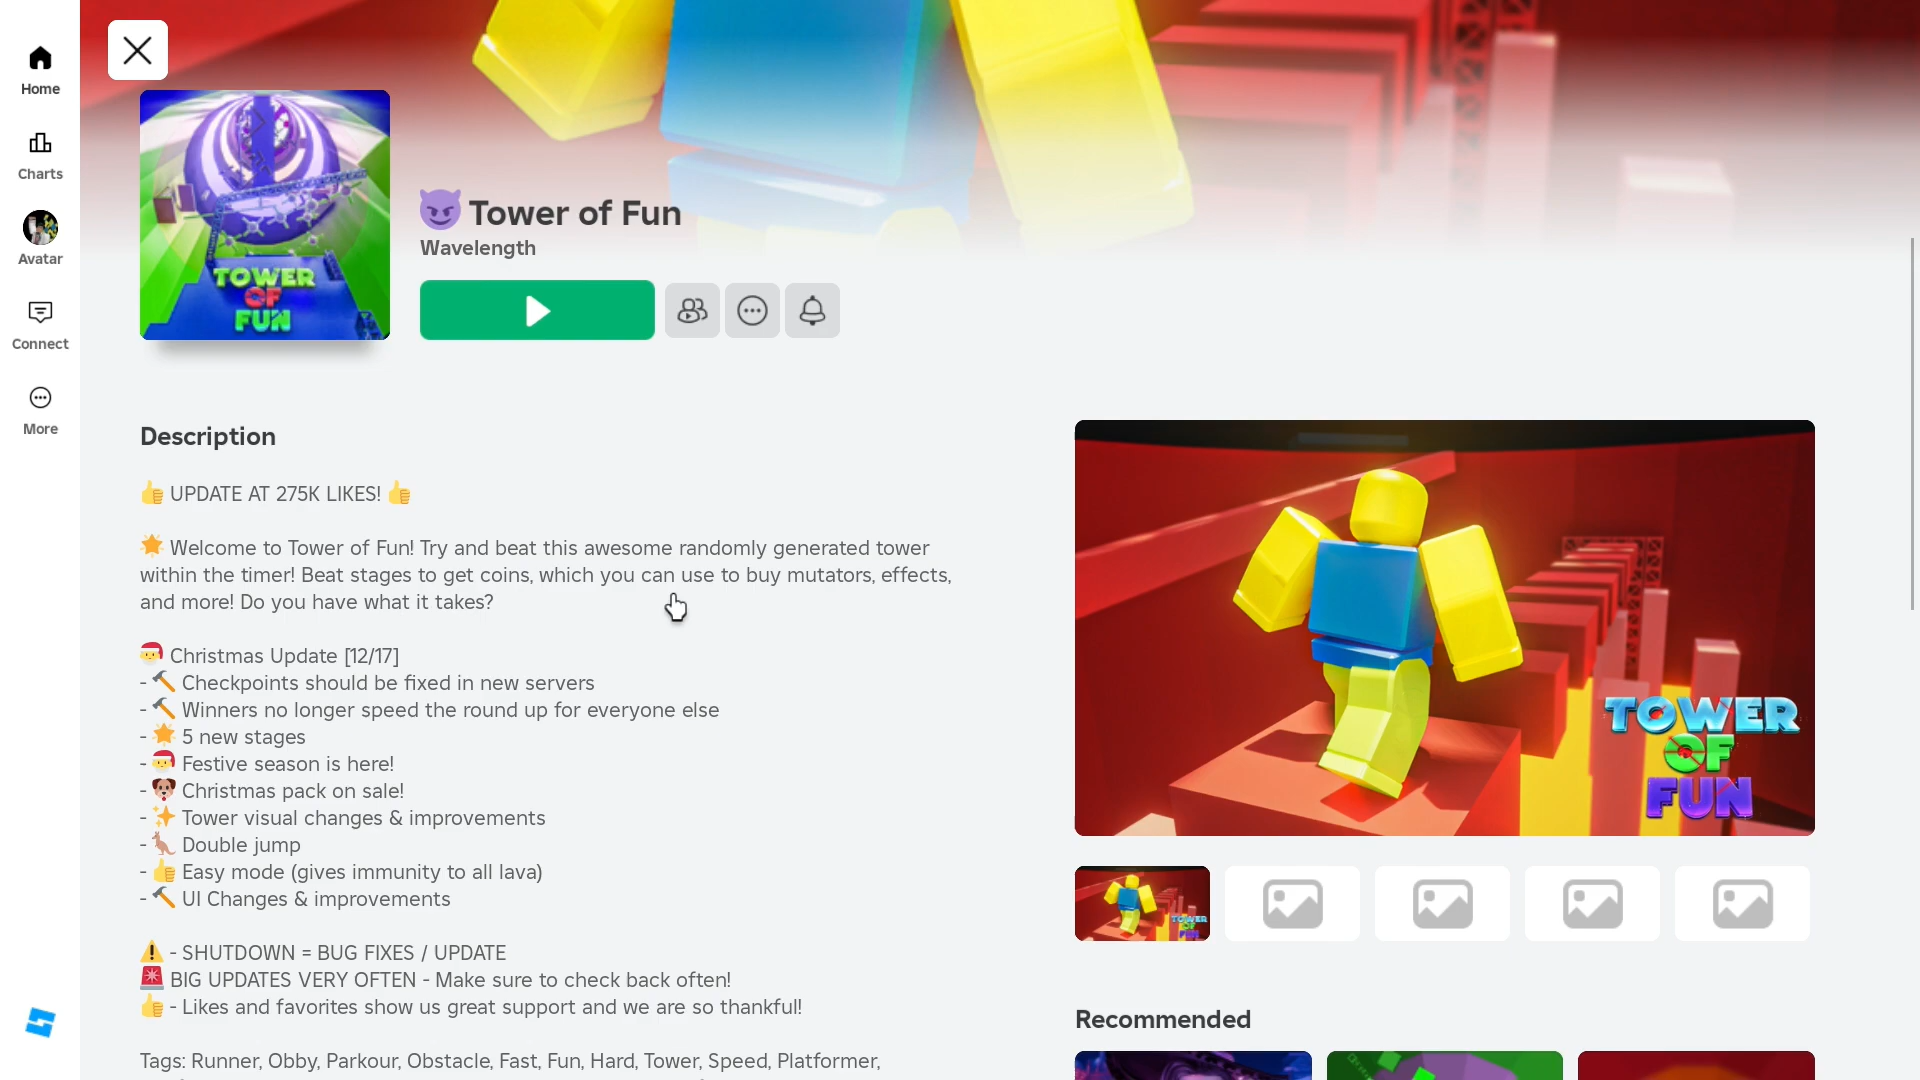 Home
Charts
Avatar
Connect
More
TOWER
OF
FUN
😈 Tower of Fun
Wavelength
Description
👍 UPDATE AT 275K LIKES! 👍
🌟 Welcome to Tower of Fun! Try and beat this awesome randomly generated tower
within the timer! Beat stages to get coins, which you can use to buy mutators, effects,
and more! Do you have what it takes?
🎅 Christmas Update [12/17]
- 🔨 Checkpoints should be fixed in new servers
- 🔨 Winners no longer speed the round up for everyone else
- 🌟 5 new stages
- 🎅 Festive season is here!
- 🐶 Christmas pack on sale!
- ✨ Tower visual changes & improvements
- 🦘 Double jump
- 👍 Easy mode (gives immunity to all lava)
- 🔨 UI Changes & improvements
⚠️ - SHUTDOWN = BUG FIXES / UPDATE
🚨 BIG UPDATES VERY OFTEN - Make sure to check back often!
👍 - Likes and favorites show us great support and we are so thankful!
Tags: Runner, Obby, Parkour, Obstacle, Fast, Fun, Hard, Tower, Speed, Platformer,
TOWER
OF
FUN
TOWER
OF
FUN
Recommended